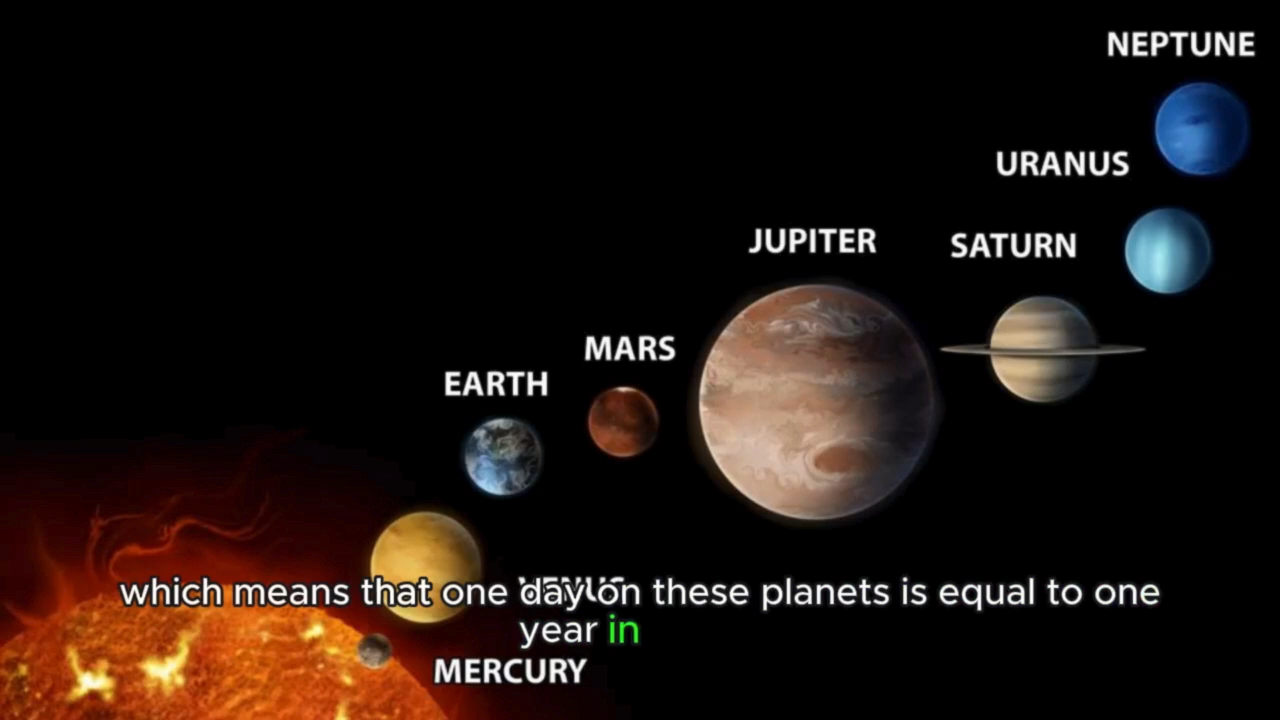 NEPTUNE
URANUS
JUPITER
SATURN
MARS
EARTH
VENUS
which means that one day on these planets is equal to one
year in
MERCURY